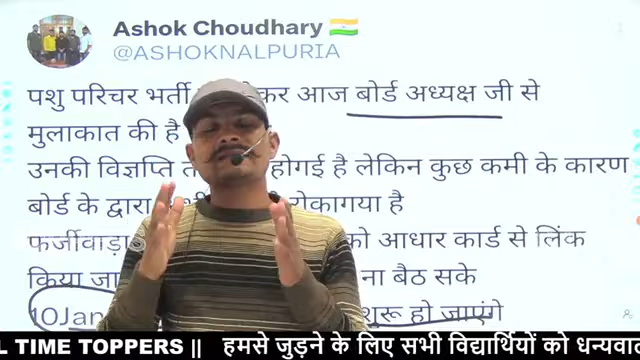 Ashok Choudhary 🇮🇳
@ASHOKNALPURIA
पशु परिचर भर्ती कर आज बोर्ड अध्यक्ष जी से
मुलाकात की है
उनकी विज्ञप्ति होगई है लेकिन कुछ कमी के कारण
बोर्ड के द्वारा रोकागया है
फर्जीवाड़ा को आधार कार्ड से लिंक
किया ना बैठ सके
10Jan शुरू हो जाएंगे
L TIME TOPPERS || हमसे जुड़ने के लिए सभी विद्यार्थियों को धन्यवाद